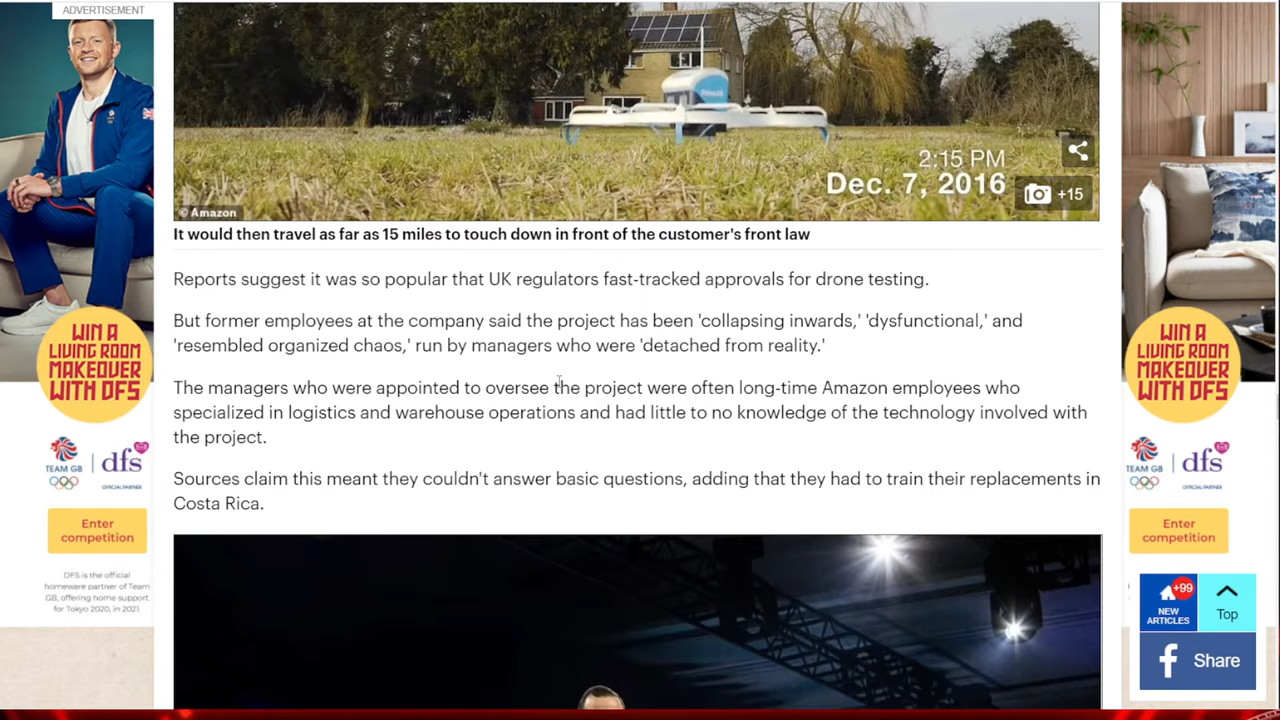 ADVERTISEMENT
2:15 PM
Dec. 7, 2016
+15
© Amazon
It would then travel as far as 15 miles to touch down in front of the customer's front law
Reports suggest it was so popular that UK regulators fast-tracked approvals for drone testing.
But former employees at the company said the project has been 'collapsing inwards,' 'dysfunctional,' and
'resembled organized chaos,' run by managers who were 'detached from reality.'
The managers who were appointed to oversee the project were often long-time Amazon employees who
specialized in logistics and warehouse operations and had little to no knowledge of the technology involved with
the project.
Sources claim this meant they couldn't answer basic questions, adding that they had to train their replacements in
Costa Rica.
WIN A
LIVING ROOM
MAKEOVER
WITH DFS
TEAM GB
dfs
OFFICIAL PARTNER
Enter
competition
DFS is the official
homeware partner of Team
GB, offering home support
for Tokyo 2020, in 2021.
WIN A
LIVING ROOM
MAKEOVER
WITH DFS
TEAM GB
dfs
OFFICIAL PARTNER
Enter
competition
+99
NEW
ARTICLES
Top
f Share